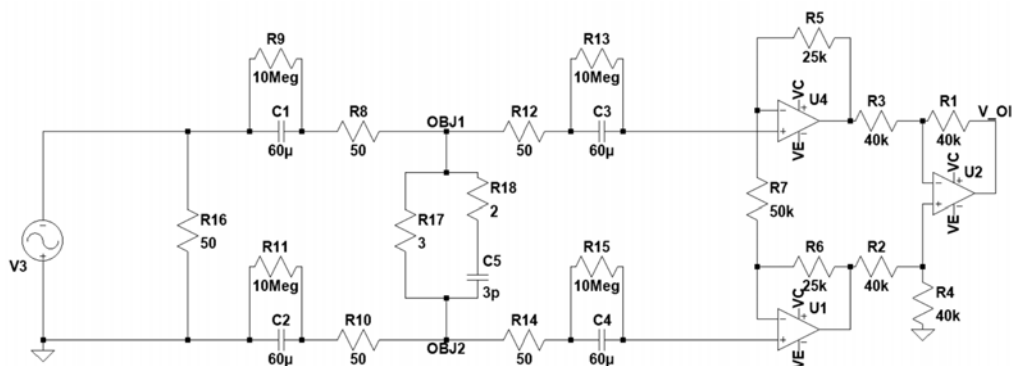 R9
10Meg
C1
60µ
R8
50
OBJ1
R13
10Meg
R12
50
C3
60µ
R5
25k
VC
U4
VE
R3
40k
R1
40k
V_OI
VC
U2
VE
R7
50k
R18
2
R17
3
C5
3p
R16
50
V3
R11
10Meg
C2
60µ
R10
50
OBJ2
R15
10Meg
R14
50
C4
60µ
R6
25k
VC
U1
VE
R2
40k
R4
40k